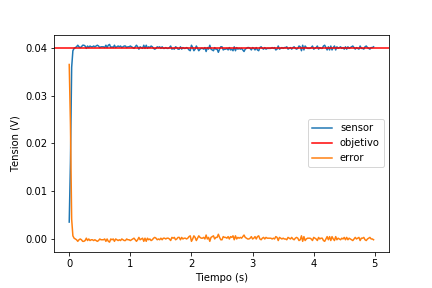 0.04
0.03
0.02
0.01
0.00
Tension (V)
sensor
objetivo
error
0 1 2 3 4 5
Tiempo (s)